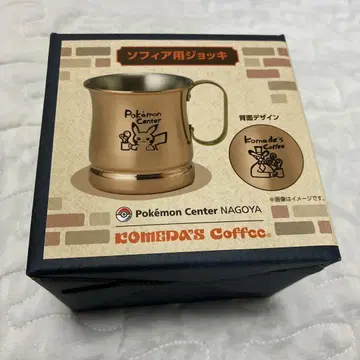 ソフィア用ジョッキ
Pokémon
Center
背面デザイン
Komeda's
Coffee
※画像はイメージです。
Pokémon Center NAGOYA
KOMEDA'S Coffee®